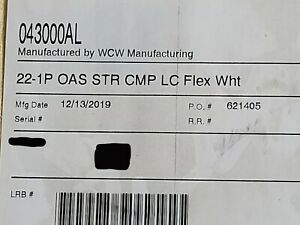 043000AL
Manufactured by WCW Manufacturing
22-1P OAS STR CMP LC Flex Wht
Mfg Date 12/13/2019 P.O.# 621405
Serial # R.R.#
LRB #